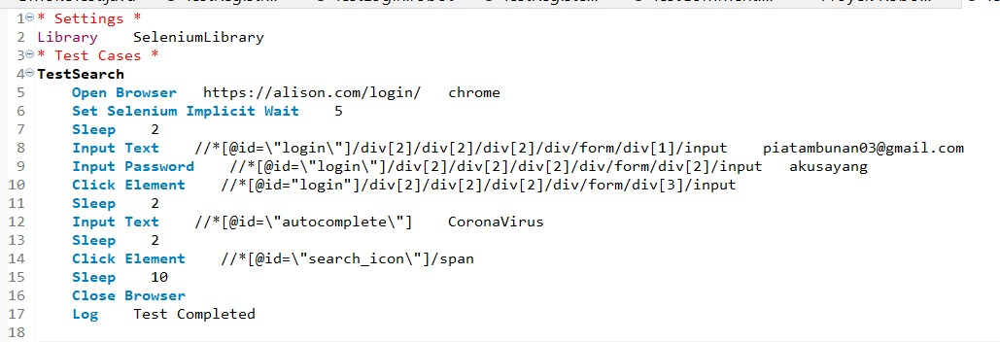 1 * Settings *
2 Library    SeleniumLibrary
3 * Test Cases *
4 TestSearch
5     Open Browser   https://alison.com/login/   chrome
6     Set Selenium Implicit Wait    5
7     Sleep    2
8     Input Text    //*[@id=\"login\"]/div[2]/div[2]/div[2]/div/form/div[1]/input    piatambunan03@gmail.com
9     Input Password    //*[@id=\"login\"]/div[2]/div[2]/div[2]/div/form/div[2]/input   akusayang
10    Click Element    //*[@id="login"]/div[2]/div[2]/div[2]/div/form/div[3]/input
11    Sleep    2
12    Input Text    //*[@id=\"autocomplete\"]    CoronaVirus
13    Sleep    2
14    Click Element    //*[@id=\"search_icon\"]/span
15    Sleep    10
16    Close Browser
17    Log    Test Completed
18